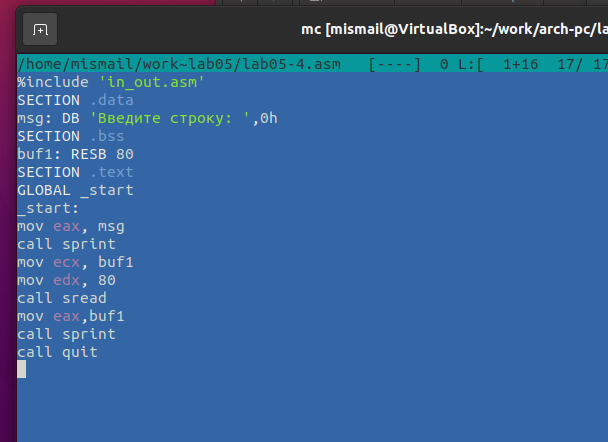 mc [mismail@VirtualBox]:~/work/arch-pc/la
/home/mismail/work~lab05/lab05-4.asm   [----]  0 L:[  1+16  17/ 17
%include 'in_out.asm'
SECTION .data
msg: DB 'Введите строку: ',0h
SECTION .bss
buf1: RESB 80
SECTION .text
GLOBAL _start
_start:
mov eax, msg
call sprint
mov ecx, buf1
mov edx, 80
call sread
mov eax,buf1
call sprint
call quit